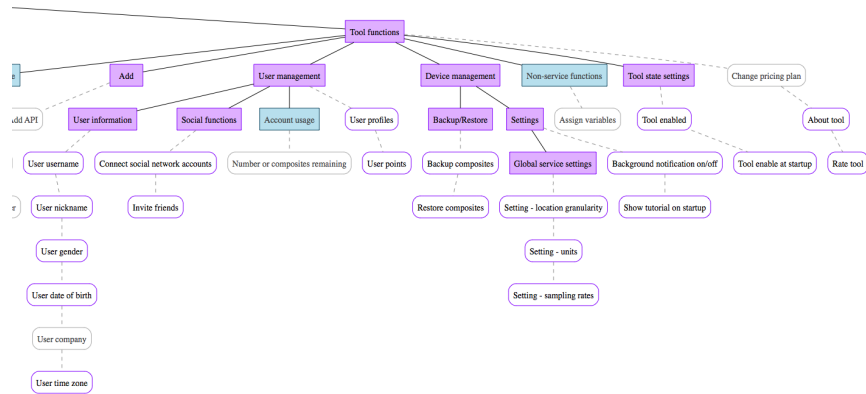 Tool functions
Add
User management
Device management
Non-service functions
Tool state settings
Change pricing plan
Add API
User information
Social functions
Account usage
User profiles
Backup/Restore
Settings
Assign variables
Tool enabled
About tool
User username
Connect social network accounts
Number or composites remaining
User points
Backup composites
Global service settings
Background notification on/off
Tool enable at startup
Rate tool
User nickname
Invite friends
Restore composites
Setting - location granularity
Show tutorial on startup
User gender
Setting - units
User date of birth
Setting - sampling rates
User company
User time zone